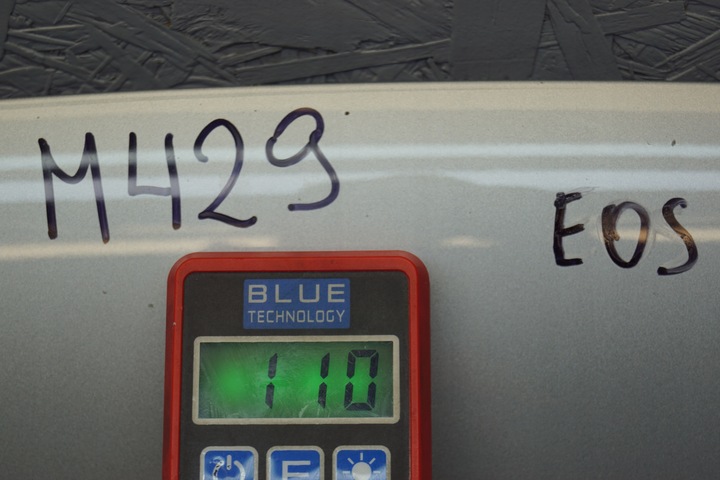 M429
EOS
BLUE
TECHNOLOGY
110
F